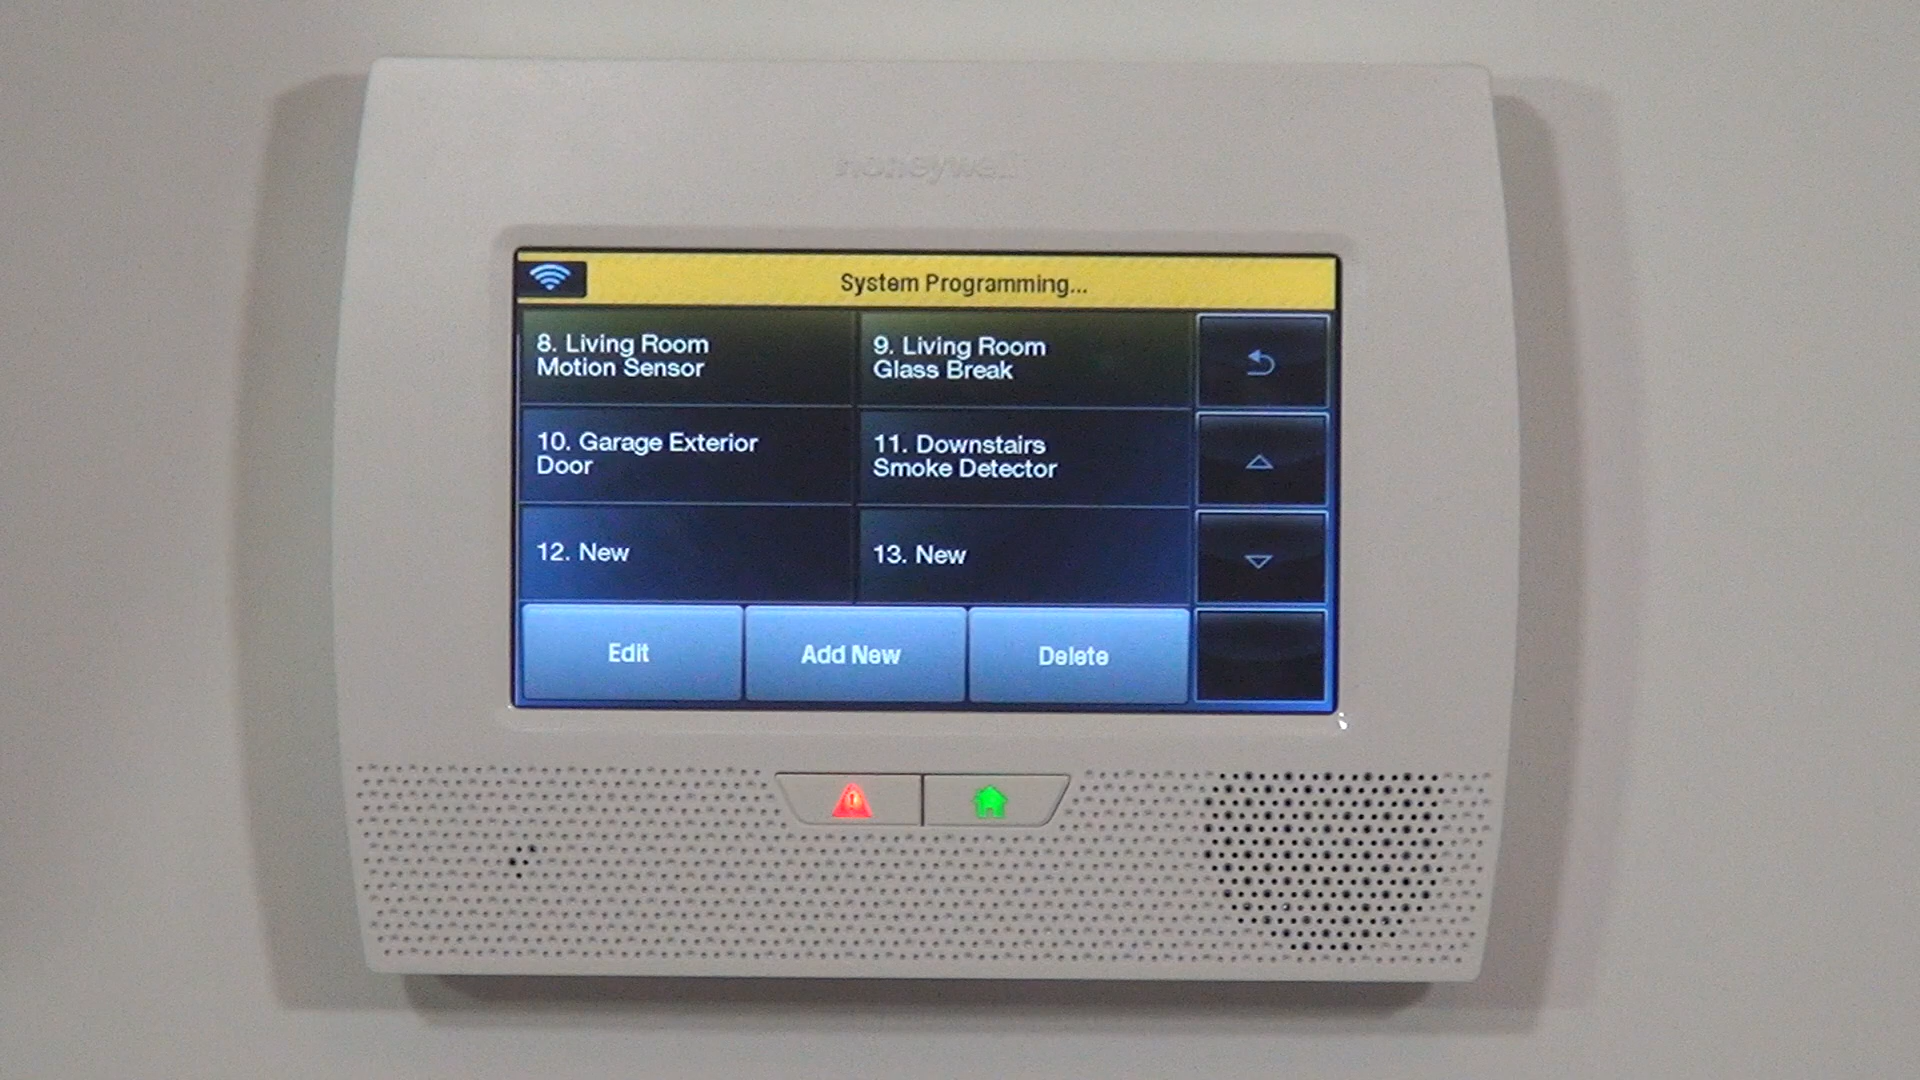 honeywell
System Programming...
8. Living Room
Motion Sensor
9. Living Room
Glass Break
10. Garage Exterior
Door
11. Downstairs
Smoke Detector
12. New
13. New
Edit
Add New
Delete